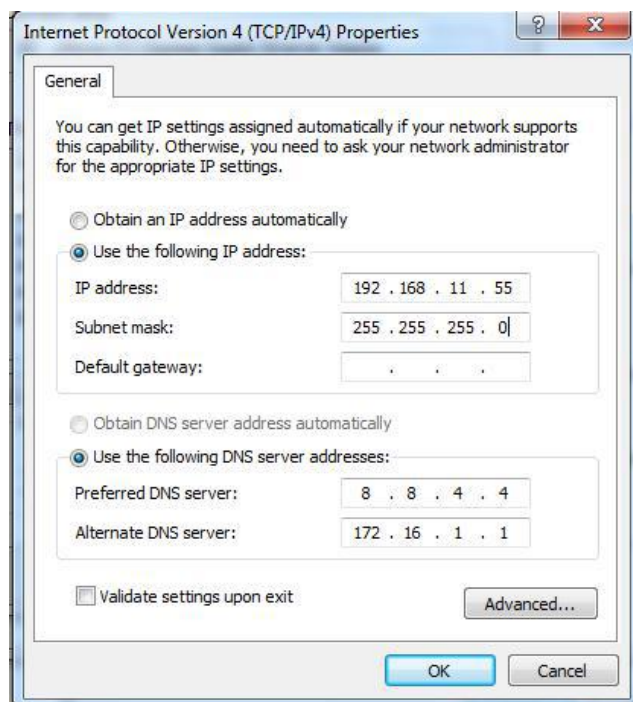 Internet Protocol Version 4 (TCP/IPv4) Properties
General
You can get IP settings assigned automatically if your network supports
this capability. Otherwise, you need to ask your network administrator
for the appropriate IP settings.
Obtain an IP address automatically
Use the following IP address:
IP address: 192 . 168 . 11 . 55
Subnet mask: 255 . 255 . 255 . 0
Default gateway: . . .
Obtain DNS server address automatically
Use the following DNS server addresses:
Preferred DNS server: 8 . 8 . 4 . 4
Alternate DNS server: 172 . 16 . 1 . 1
Validate settings upon exit
Advanced...
OK Cancel